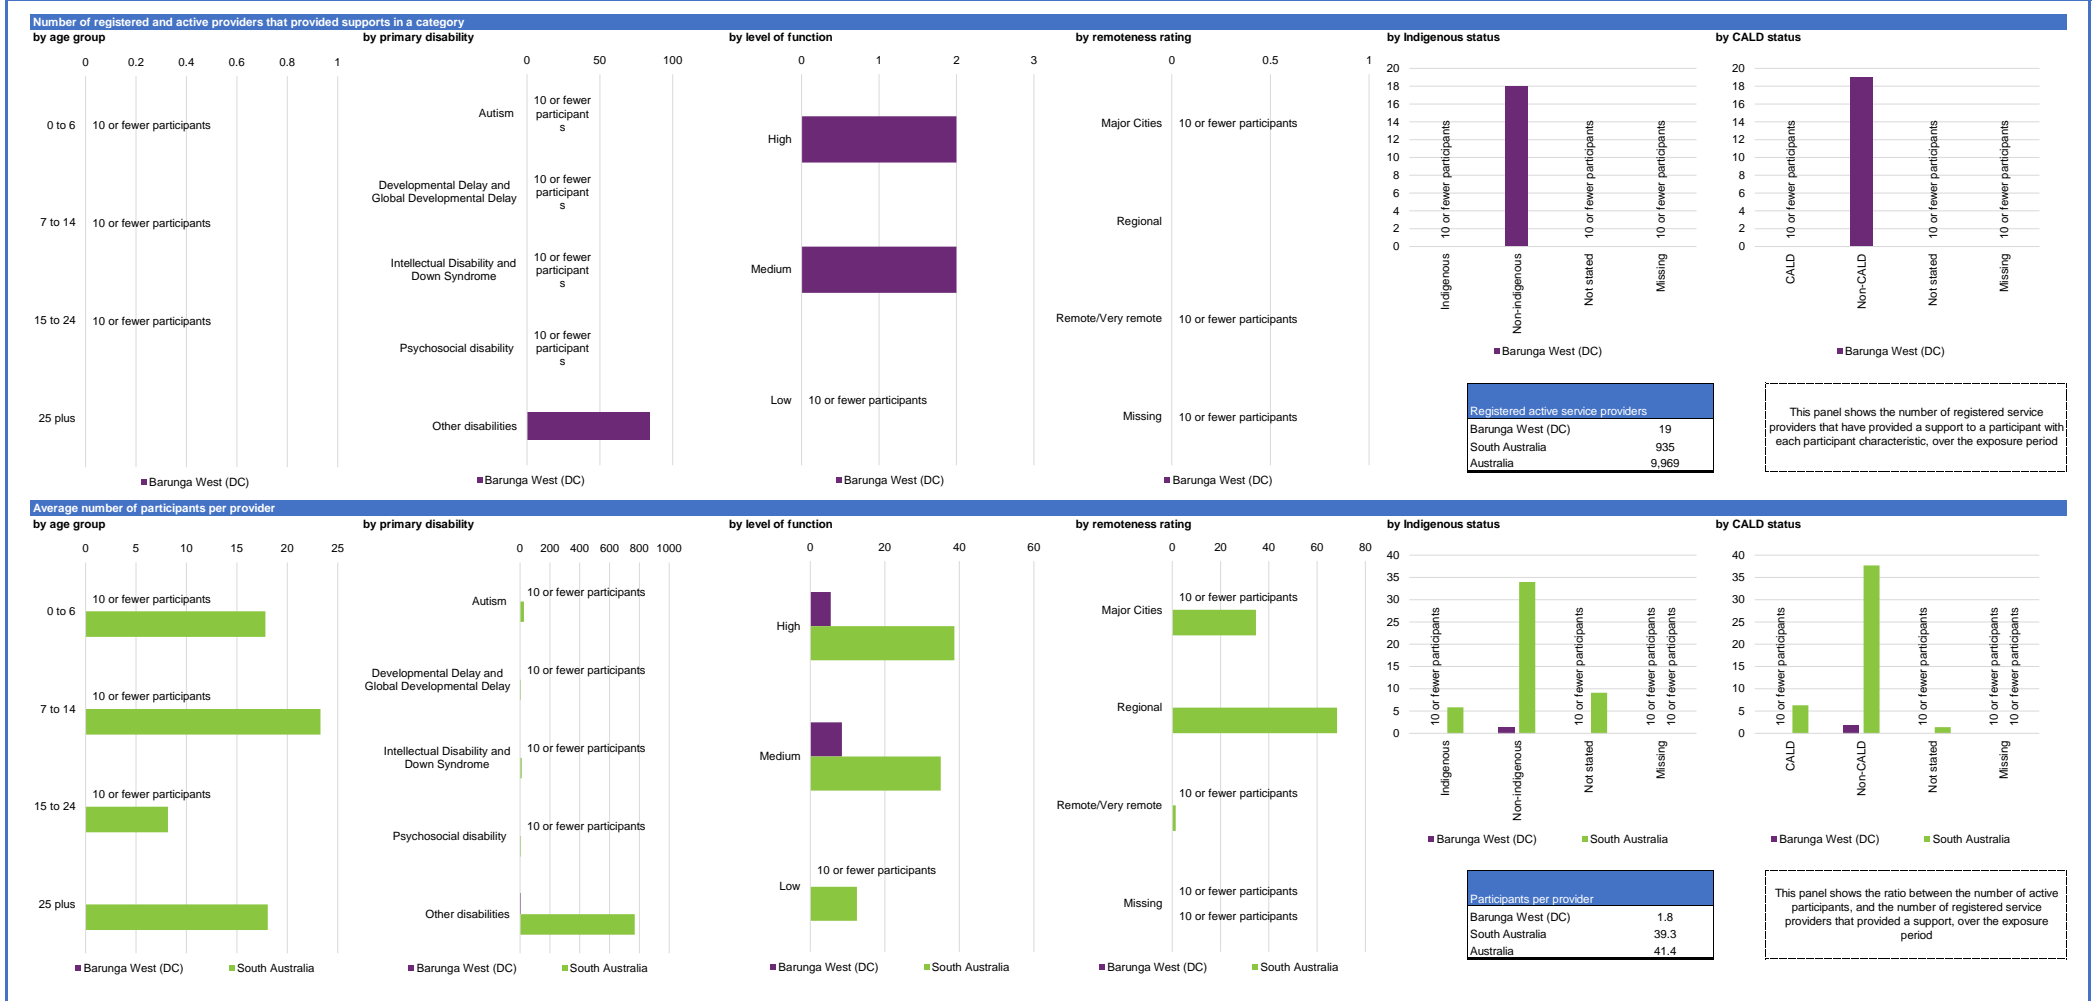 Number of registered and active providers that provided supports in a category
by age group
0 0.2 0.4 0.6 0.8 1
0 to 6 10 or fewer participants
7 to 14 10 or fewer participants
15 to 24 10 or fewer participants
25 plus
Barunga West (DC)
by primary disability
0 50 100
Autism
10 or fewer
participant
s
Developmental Delay and
Global Developmental Delay
10 or fewer
participant
s
Intellectual Disability and
Down Syndrome
10 or fewer
participant
s
Psychosocial disability
10 or fewer
participant
s
Other disabilities
Barunga West (DC)
by level of function
0 1 2 3
High
Medium
Low 10 or fewer participants
Barunga West (DC)
by remoteness rating
0 0.5 1
Major Cities 10 or fewer participants
Regional
Remote/Very remote 10 or fewer participants
Missing 10 or fewer participants
Barunga West (DC)
by Indigenous status
20
18
16
14
12
10
8
6
4
2
0
10 or fewer participants
10 or fewer participants
10 or fewer participants
Indigenous
Non-indigenous
Not stated
Missing
Barunga West (DC)
by CALD status
20
18
16
14
12
10
8
6
4
2
0
10 or fewer participants
10 or fewer participants
10 or fewer participants
CALD
Non-CALD
Not stated
Missing
Barunga West (DC)
Registered active service providers
Barunga West (DC) 19
South Australia 935
Australia 9,969
This panel shows the number of registered service
providers that have provided a support to a participant with
each participant characteristic, over the exposure period
Average number of participants per provider
by age group
0 5 10 15 20 25
0 to 6 10 or fewer participants
7 to 14 10 or fewer participants
15 to 24 10 or fewer participants
25 plus
Barunga West (DC) South Australia
by primary disability
0 200 400 600 800 1000
Autism 10 or fewer participants
Developmental Delay and
Global Developmental Delay
10 or fewer participants
Intellectual Disability and
Down Syndrome
10 or fewer participants
Psychosocial disability 10 or fewer participants
Other disabilities
Barunga West (DC) South Australia
by level of function
0 20 40 60
High
Medium
Low 10 or fewer participants
Barunga West (DC) South Australia
by remoteness rating
0 20 40 60 80
Major Cities 10 or fewer participants
Regional
Remote/Very remote 10 or fewer participants
Missing 10 or fewer participants
10 or fewer participants
Barunga West (DC) South Australia
by Indigenous status
40
35
30
25
20
15
10
5
0
10 or fewer participants
10 or fewer participants
10 or fewer participants
10 or fewer participants
Indigenous
Non-indigenous
Not stated
Missing
Barunga West (DC) South Australia
by CALD status
40
35
30
25
20
15
10
5
0
10 or fewer participants
10 or fewer participants
10 or fewer participants
CALD
Non-CALD
Not stated
Missing
Barunga West (DC) South Australia
Participants per provider
Barunga West (DC) 1.8
South Australia 39.3
Australia 41.4
This panel shows the ratio between the number of active
participants, and the number of registered service
providers that provided a support, over the exposure
period